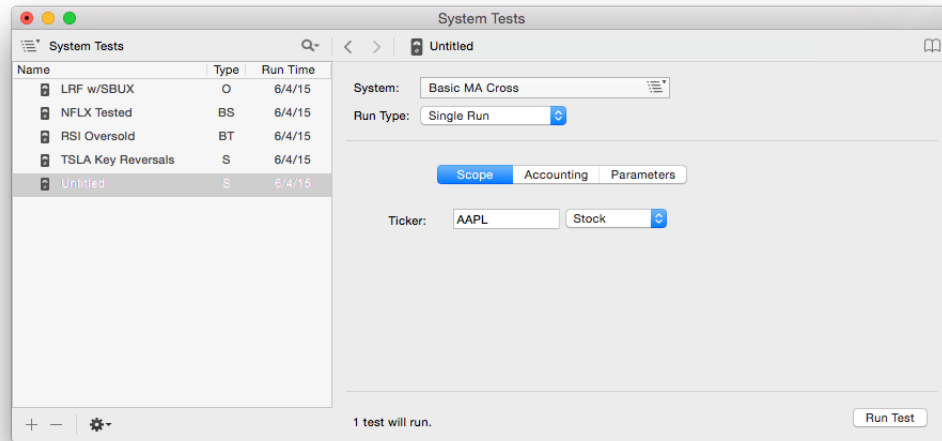 System Tests
System Tests
Untitled
Name Type Run Time
LRF w/SBUX O 6/4/15
NFLX Tested BS 6/4/15
RSI Oversold BT 6/4/15
TSLA Key Reversals S 6/4/15
Untitled S 6/4/15
System: Basic MA Cross
Run Type: Single Run
Scope Accounting Parameters
Ticker: AAPL Stock
1 test will run.
Run Test